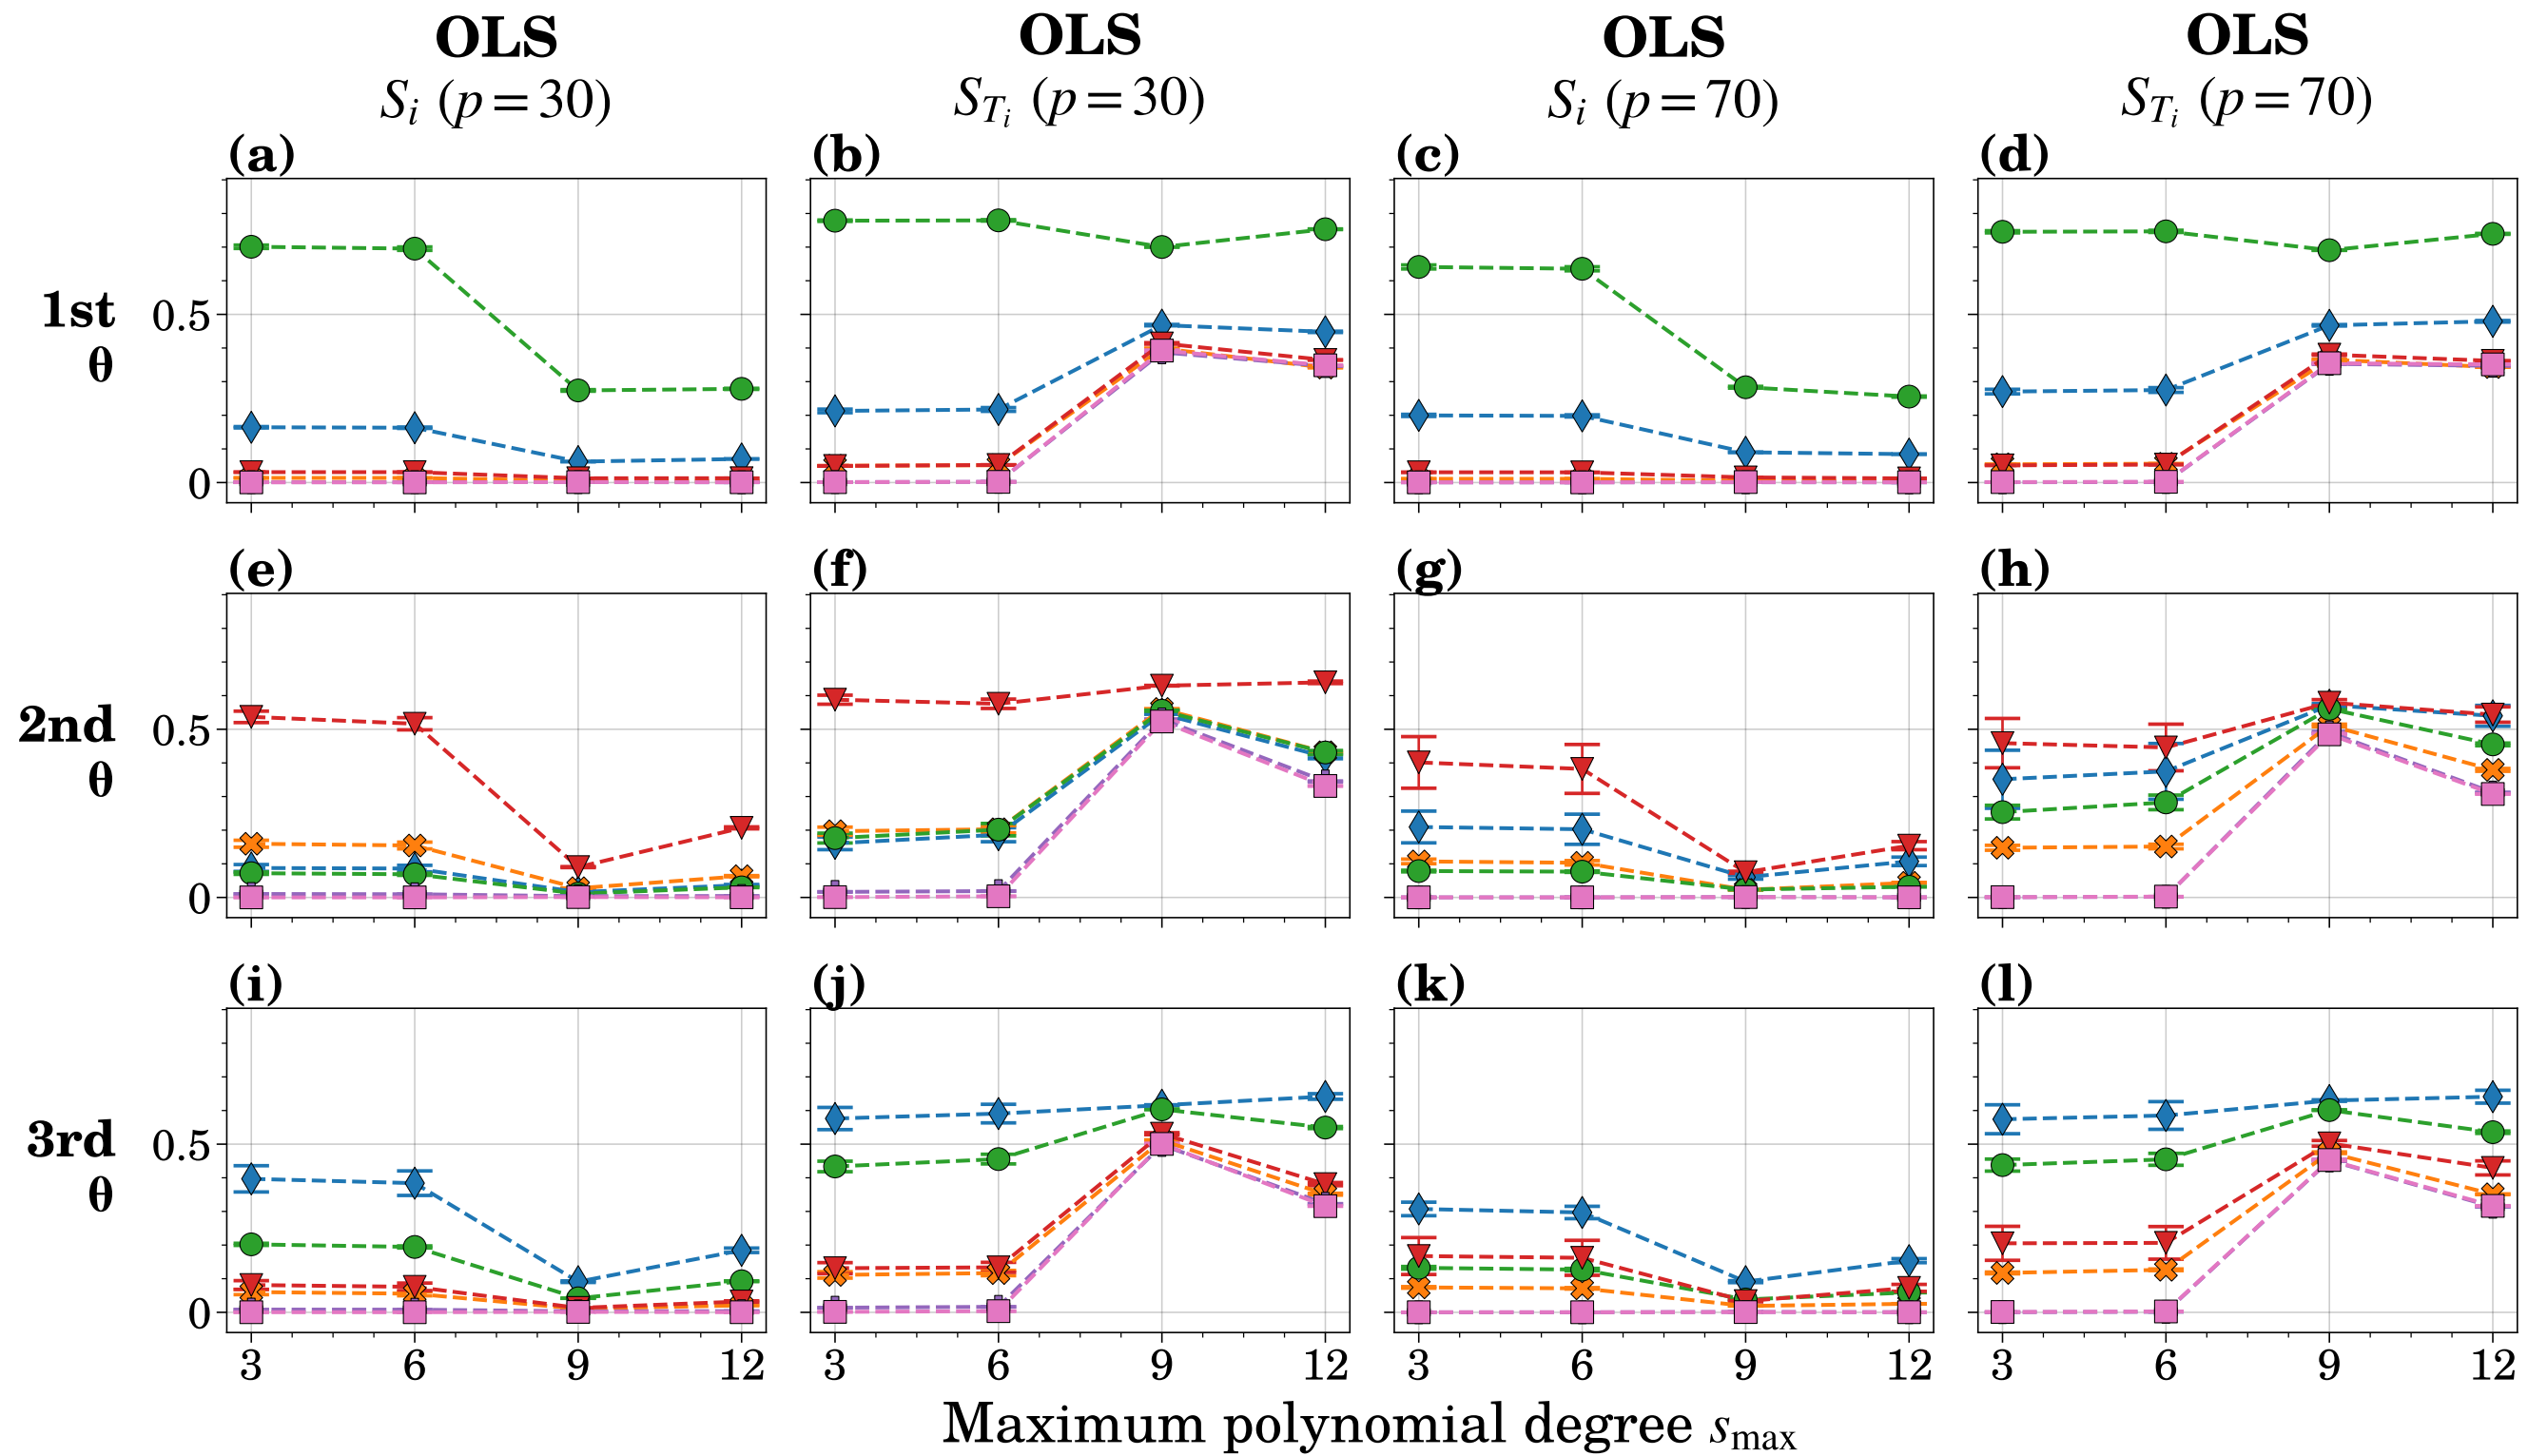 OLS OLS OLS OLS
S_i (p = 30) S_{T_i} (p = 30) S_i (p = 70) S_{T_i} (p = 70)
(a) (b) (c) (d)
1st
θ
0.5
0
(e) (f) (g) (h)
2nd
θ
0.5
0
(i) (j) (k) (l)
3rd
θ
0.5
0
3 6 9 12 3 6 9 12 3 6 9 12 3 6 9 12
Maximum polynomial degree s_max